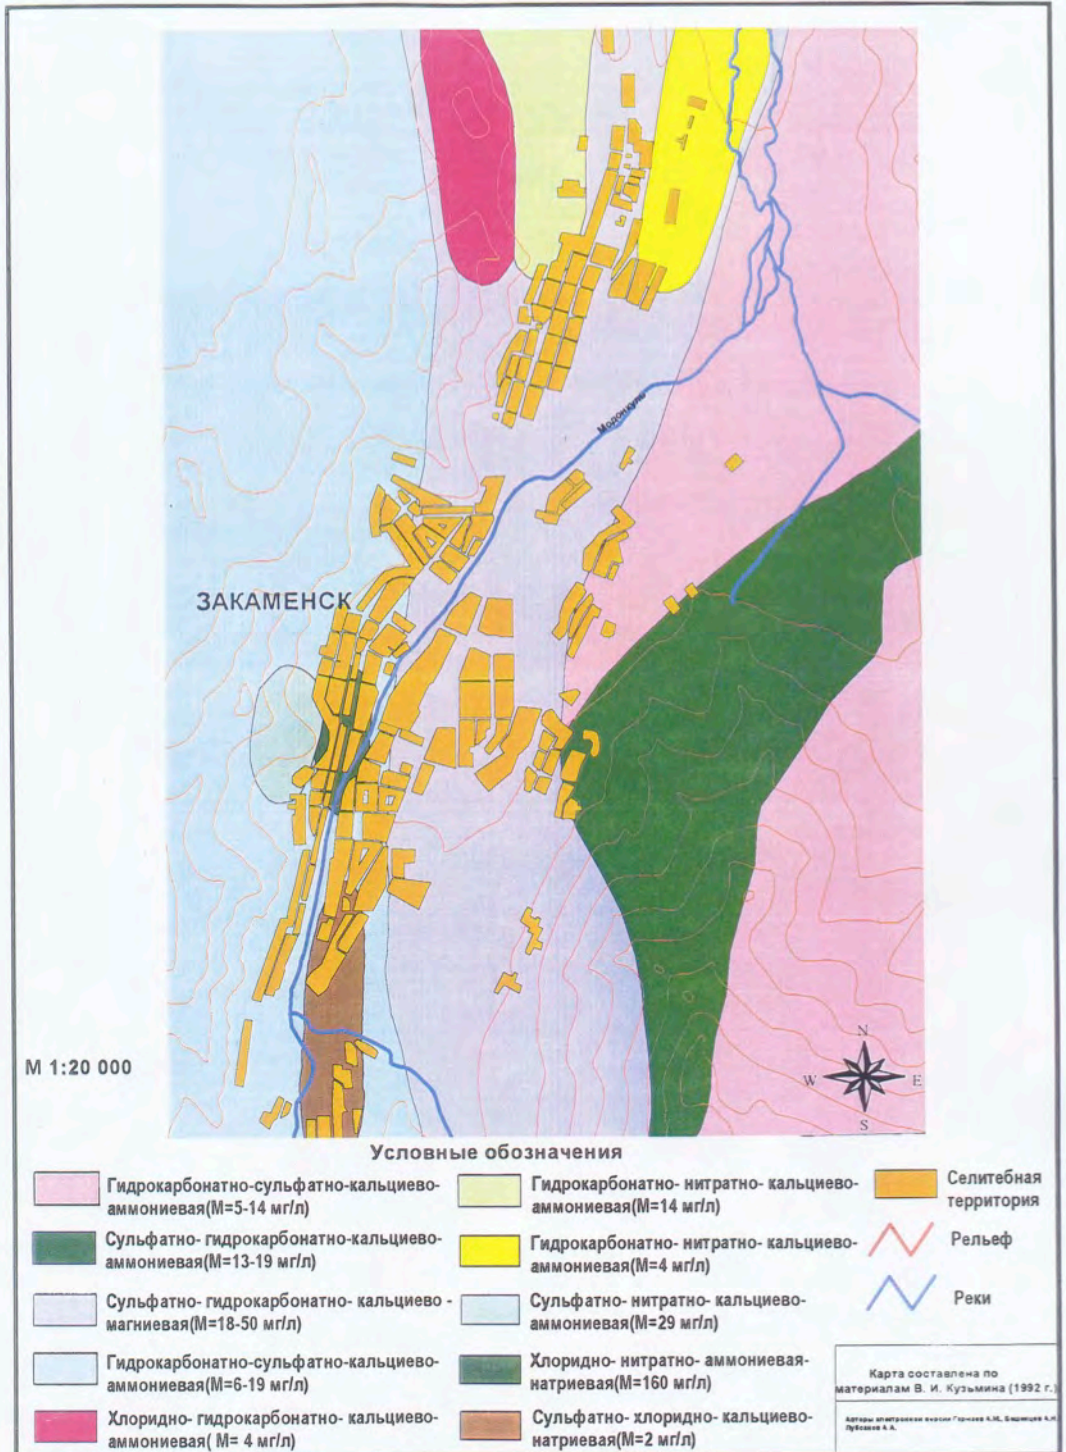 Модонкуль
ЗАКАМЕНСК
М 1:20 000
N
W
E
S
Условные обозначения
Гидрокарбонатно-сульфатно-кальциево-
аммониевая(М=5-14 мг/л)
Сульфатно- гидрокарбонатно-кальциево-
аммониевая(М=13-19 мг/л)
Сульфатно- гидрокарбонатно- кальциево -
магниевая(М=18-50 мг/л)
Гидрокарбонатно-сульфатно-кальциево-
аммониевая(М=6-19 мг/л)
Хлоридно- гидрокарбонатно- кальциево-
аммониевая( М= 4 мг/л)
Гидрокарбонатно- нитратно- кальциево-
аммониевая(М=14 мг/л)
Гидрокарбонатно- нитратно- кальциево-
аммониевая(М=4 мг/л)
Сульфатно- нитратно- кальциево-
аммониевая(М=29 мг/л)
Хлоридно- нитратно- аммониевая-
натриевая(М=160 мг/л)
Сульфатно- хлоридно- кальциево-
натриевая(М=2 мг/л)
Селитебная
территория
Рельеф
Реки
Карта составлена по
материалам В. И. Кузьмина (1992 г.)
Авторы электронной версии